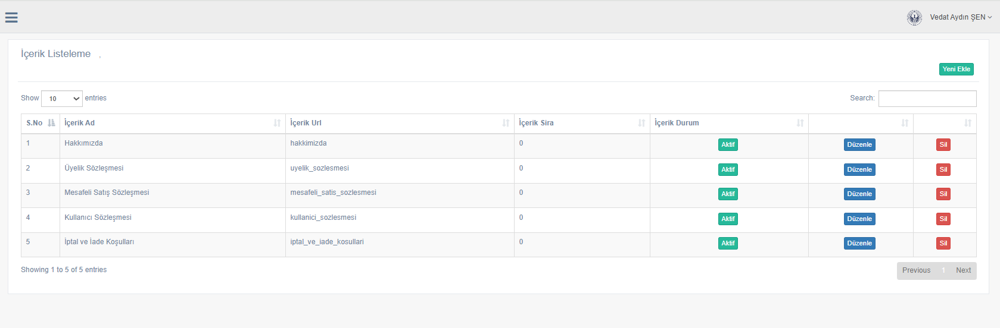 Vedat Aydın ŞEN
İçerik Listeleme ,
Yeni Ekle
Show 10 entries Search:
S.No İçerik Ad İçerik Url İçerik Sira İçerik Durum
1 Hakkımızda hakkimizda 0 Aktif Düzenle Sil
2 Üyelik Sözleşmesi uyelik_sozlesmesi 0 Aktif Düzenle Sil
3 Mesafeli Satış Sözleşmesi mesafeli_satis_sozlesmesi 0 Aktif Düzenle Sil
4 Kullanıcı Sözleşmesi kullanici_sozlesmesi 0 Aktif Düzenle Sil
5 İptal ve İade Koşulları iptal_ve_iade_kosullari 0 Aktif Düzenle Sil
Showing 1 to 5 of 5 entries Previous 1 Next